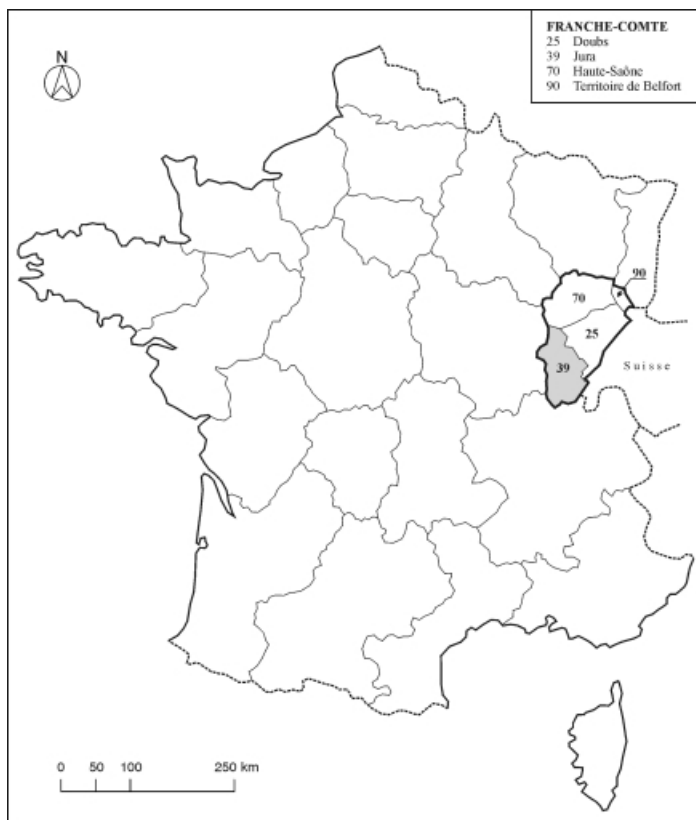 FRANCHE-COMTE
25 Doubs
39 Jura
70 Haute-Saône
90 Territoire de Belfort
N
90
70
25
39
Suisse
0 50 100 250 km